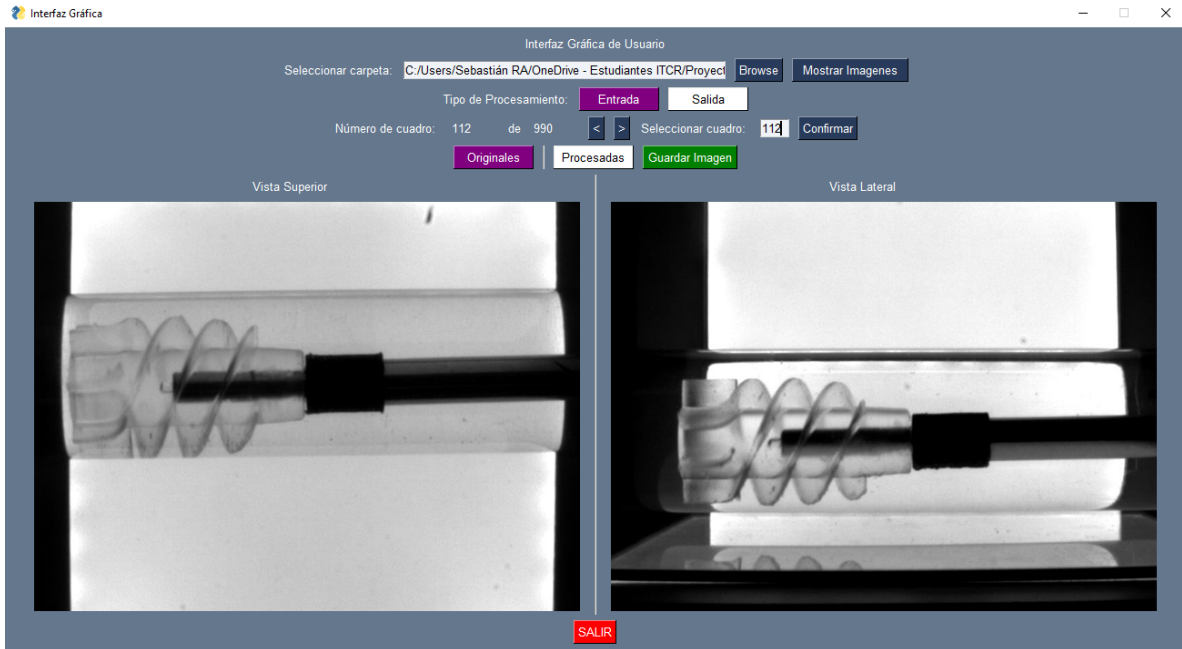 Interfaz Gráfica
Interfaz Gráfica de Usuario
Seleccionar carpeta: C:/Users/Sebastián RA/OneDrive - Estudiantes ITCR/Proyect Browse Mostrar Imagenes
Tipo de Procesamiento: Entrada Salida
Número de cuadro: 112 de 990 < > Seleccionar cuadro: 112 Confirmar
Originales Procesadas Guardar Imagen
Vista Superior Vista Lateral
SALIR